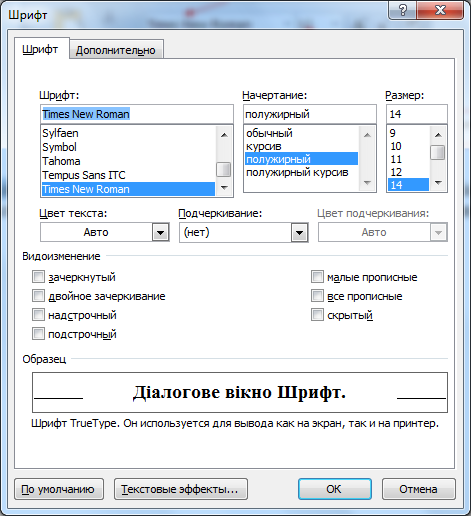 Шрифт
Шрифт Дополнительно
Шрифт: Начертание: Размер:
Times New Roman полужирный 14
Sylfaen обычный 9
Symbol курсив 10
Tahoma полужирный 11
Tempus Sans ITC полужирный курсив 12
Times New Roman 14
Цвет текста: Подчеркивание: Цвет подчеркивания:
Авто (нет) Авто
Видоизменение
зачеркнутый малые прописные
двойное зачеркивание все прописные
надстрочный скрытый
подстрочный
Образец
Діалогове вікно Шрифт.
Шрифт TrueType. Он используется для вывода как на экран, так и на принтер.
По умолчанию Текстовые эффекты... ОК Отмена